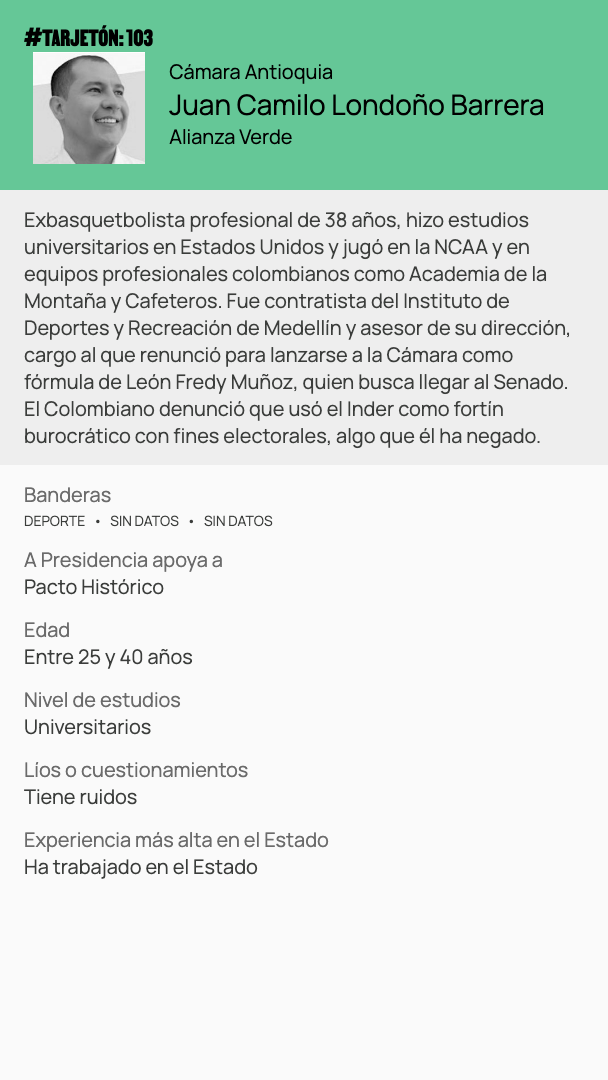 #TARJETÓN: 103
Cámara Antioquia
Juan Camilo Londoño Barrera
Alianza Verde
Exbasquetbolista profesional de 38 años, hizo estudios
universitarios en Estados Unidos y jugó en la NCAA y en
equipos profesionales colombianos como Academia de la
Montaña y Cafeteros. Fue contratista del Instituto de
Deportes y Recreación de Medellín y asesor de su dirección,
cargo al que renunció para lanzarse a la Cámara como
fórmula de León Fredy Muñoz, quien busca llegar al Senado.
El Colombiano denunció que usó el Inder como fortín
burocrático con fines electorales, algo que él ha negado.
Banderas
DEPORTE • SIN DATOS • SIN DATOS
A Presidencia apoya a
Pacto Histórico
Edad
Entre 25 y 40 años
Nivel de estudios
Universitarios
Líos o cuestionamientos
Tiene ruidos
Experiencia más alta en el Estado
Ha trabajado en el Estado